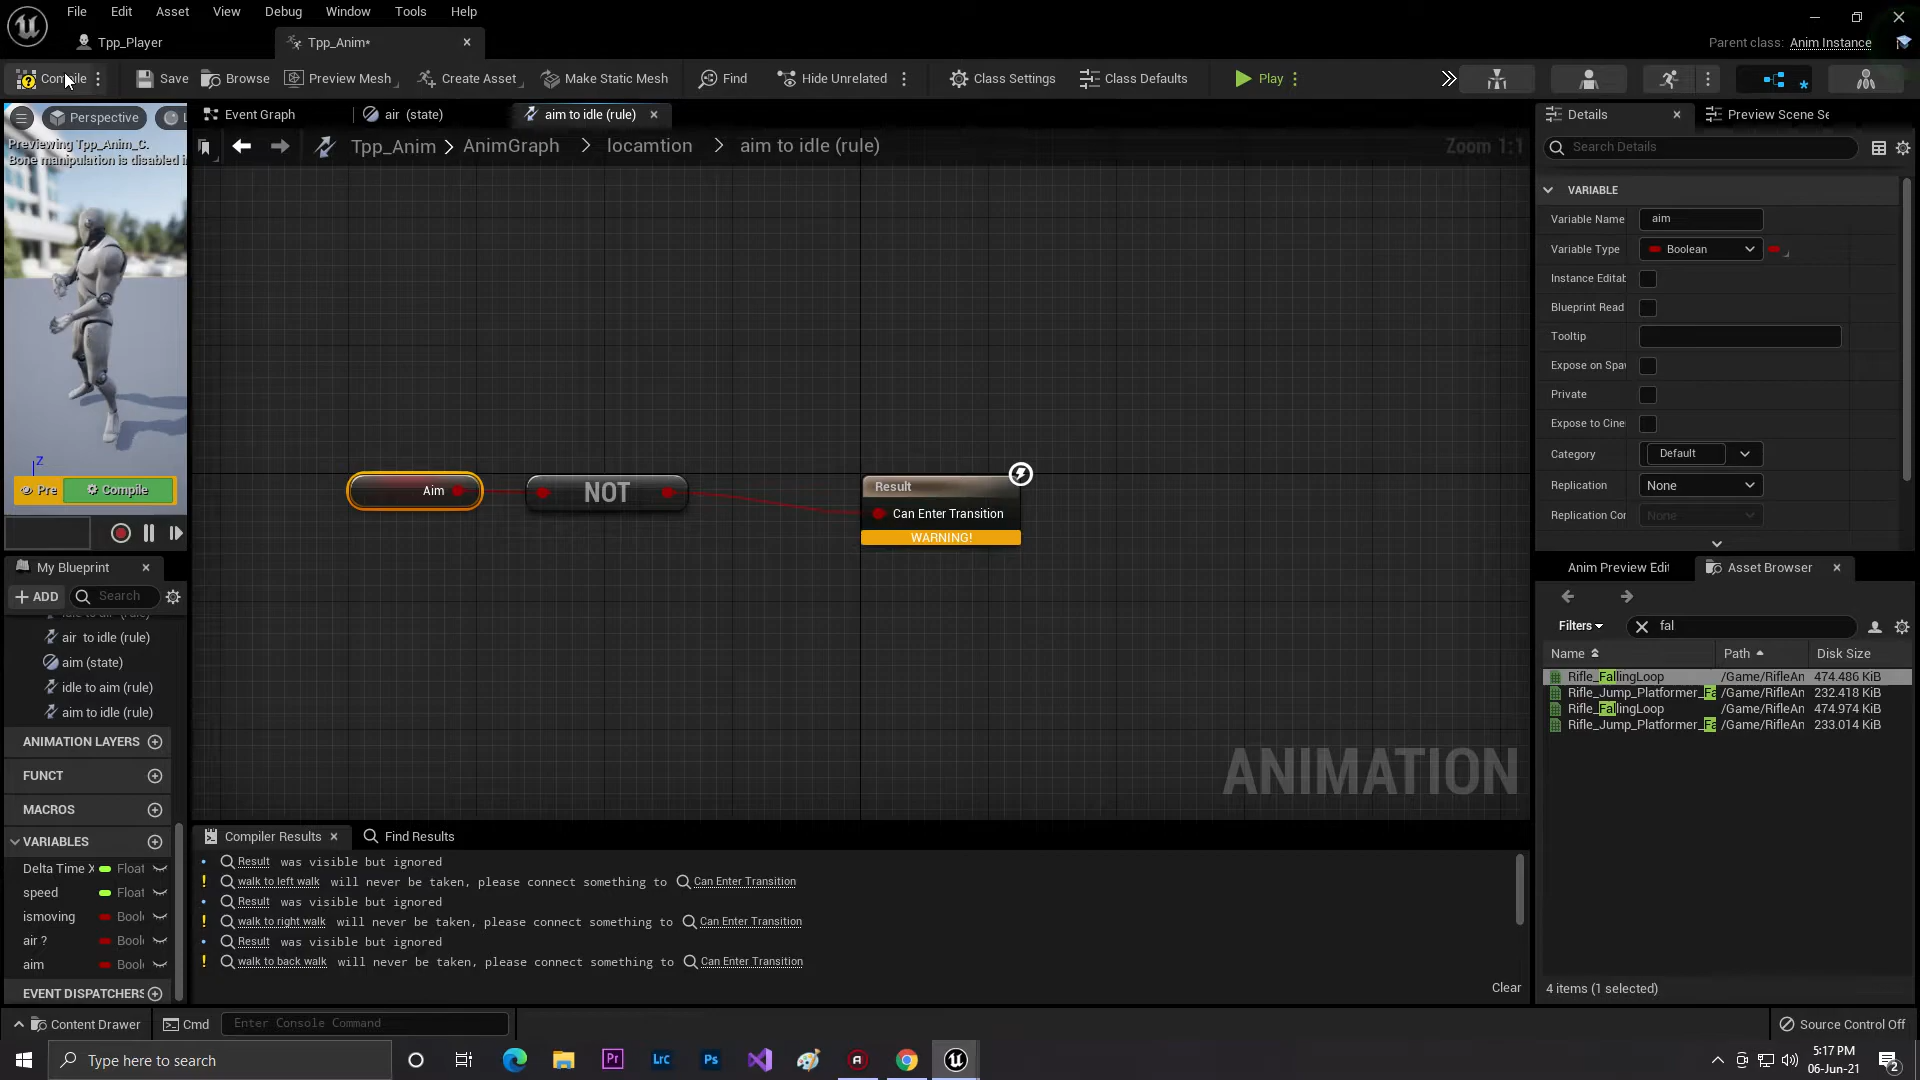 File Edit Asset View Debug Window Tools Help
Tpp_Player
Tpp_Anim*
Parent class: Anim Instance
Compile
Save
Browse
Preview Mesh
Create Asset
Make Static Mesh
Find
Hide Unrelated
Class Settings
Class Defaults
Play
Perspective
Previewing Tpp_Anim_C.
Bone manipulation is disabled i
Event Graph
air (state)
aim to idle (rule)
Tpp_Anim > AnimGraph > locamtion > aim to idle (rule)
Zoom 1:1
Details
Preview Scene Se
Search Details
VARIABLE
Variable Name aim
Variable Type Boolean
Instance Editab
Blueprint Read
Tooltip
Expose on Spaw
Private
Expose to Cine
Category Default
Replication None
Replication Con None
Z
Pre Compile
Aim
NOT
Result
Can Enter Transition
WARNING!
ANIMATION
My Blueprint
ADD Search
air to idle (rule)
aim (state)
idle to aim (rule)
aim to idle (rule)
ANIMATION LAYERS
FUNCT
MACROS
VARIABLES
Delta Time X Float
speed Float
ismoving Boole
air ? Boole
aim Boole
EVENT DISPATCHERS
Compiler Results
Find Results
Result was visible but ignored
! walk to left walk will never be taken, please connect something to Can Enter Transition
Result was visible but ignored
! walk to right walk will never be taken, please connect something to Can Enter Transition
Result was visible but ignored
! walk to back walk will never be taken, please connect something to Can Enter Transition
Clear
Anim Preview Edit
Asset Browser
Filters fal
Name Path Disk Size
Rifle_FallingLoop /Game/RifleAn 474.486 KiB
Rifle_Jump_Platformer_Fa /Game/RifleAn 232.418 KiB
Rifle_FallingLoop /Game/RifleAn 474.974 KiB
Rifle_Jump_Platformer_Fa /Game/RifleAn 233.014 KiB
4 items (1 selected)
Content Drawer
Cmd
Enter Console Command
Source Control Off
Type here to search
Pr
Lrc
Ps
5:17 PM
06-Jun-21
2